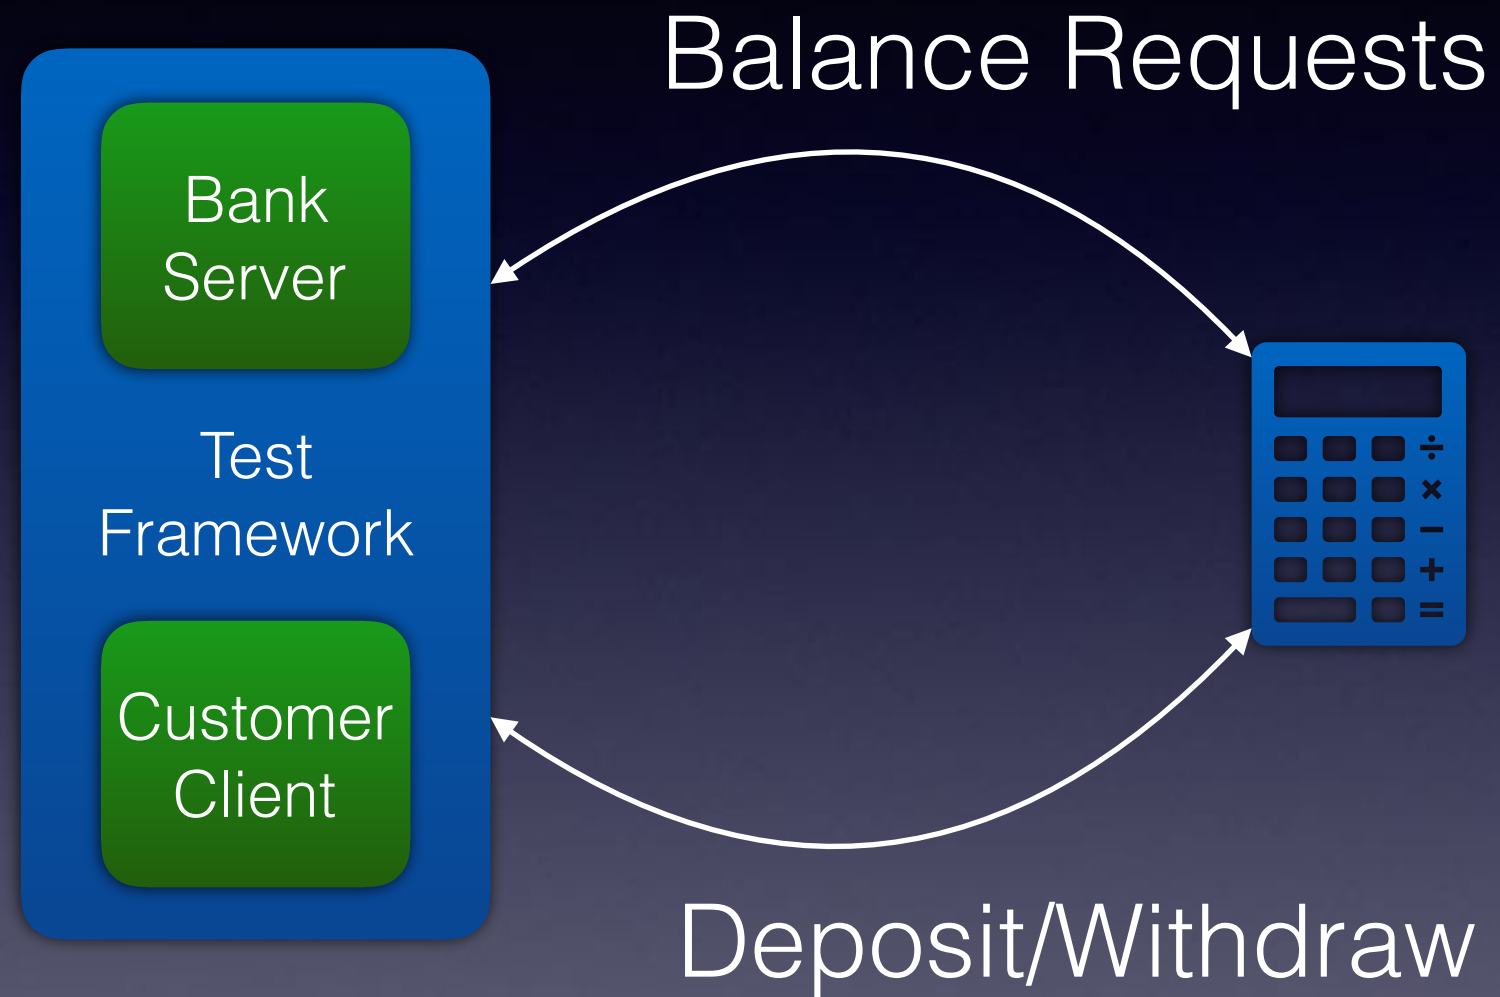 Balance Requests
Bank
Server
Test
Framework
Customer
Client
Deposit/Withdraw
÷
×
−
+
=